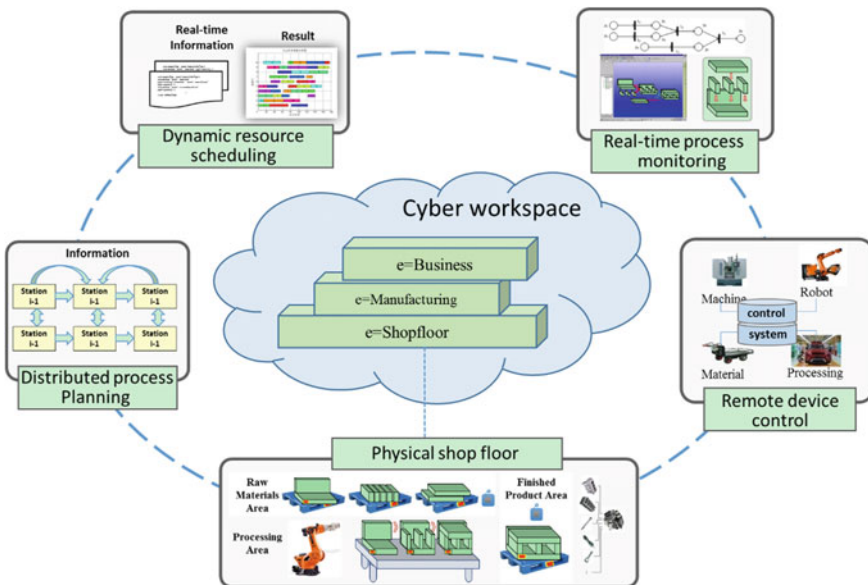 Real-time
Information
Result
Dynamic resource
scheduling
Real-time process
monitoring
Cyber workspace
e=Business
e=Manufacturing
e=Shopfloor
Information
Station
i-1
Station
i-1
Station
i-1
Station
i-1
Station
i-1
Station
i-1
Distributed process
Planning
Machine
Robot
control
system
Material
Processing
Remote device
control
Physical shop floor
Raw
Materials
Area
Finished
Product Area
Processing
Area